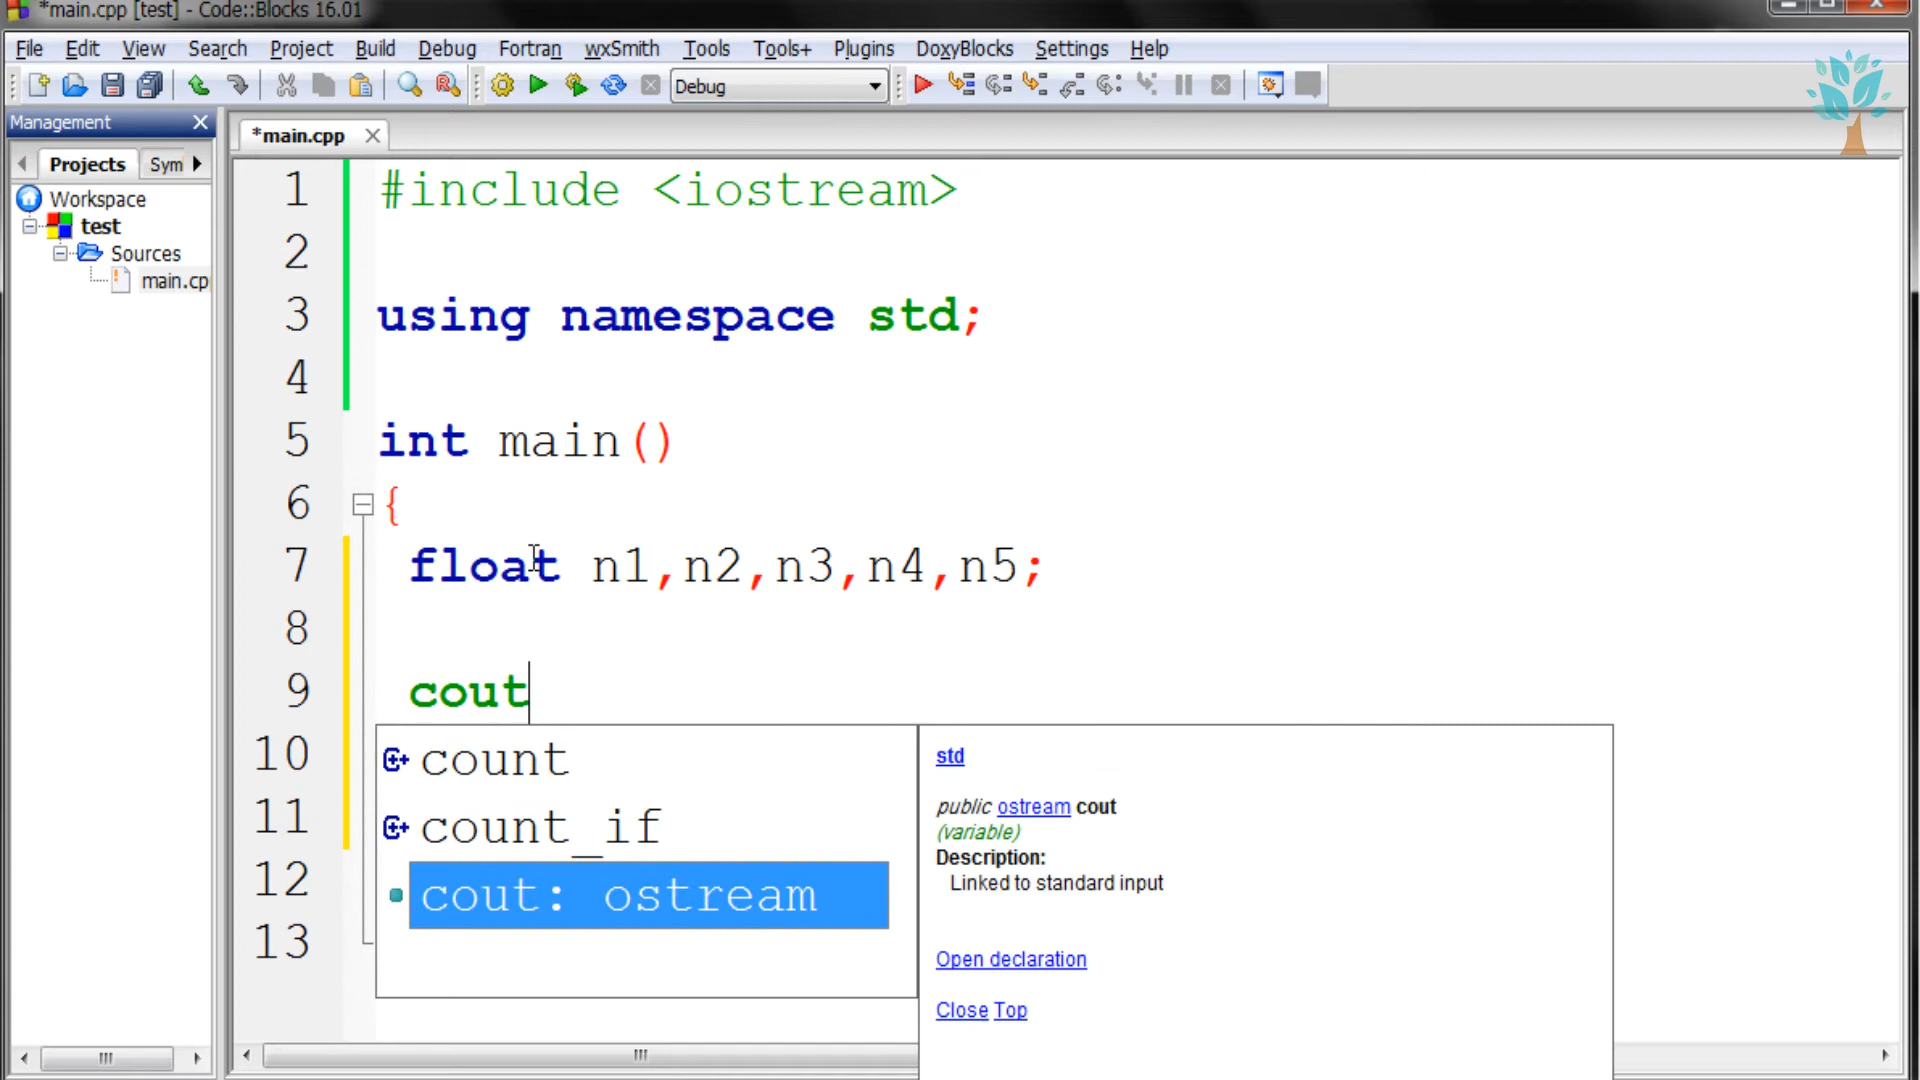 *main.cpp [test] - Code::Blocks 16.01
File Edit View Search Project Build Debug Fortran wxSmith Tools Tools+ Plugins DoxyBlocks Settings Help
Debug
Management
*main.cpp
Projects Sym
Workspace
test
Sources
main.cp
1 #include <iostream>
2
3 using namespace std;
4
5 int main()
6 {
7 float n1,n2,n3,n4,n5;
8
9 cout
10
11
12
13
count
count_if
cout: ostream
std
public ostream cout
(variable)
Description:
Linked to standard input
Open declaration
Close Top